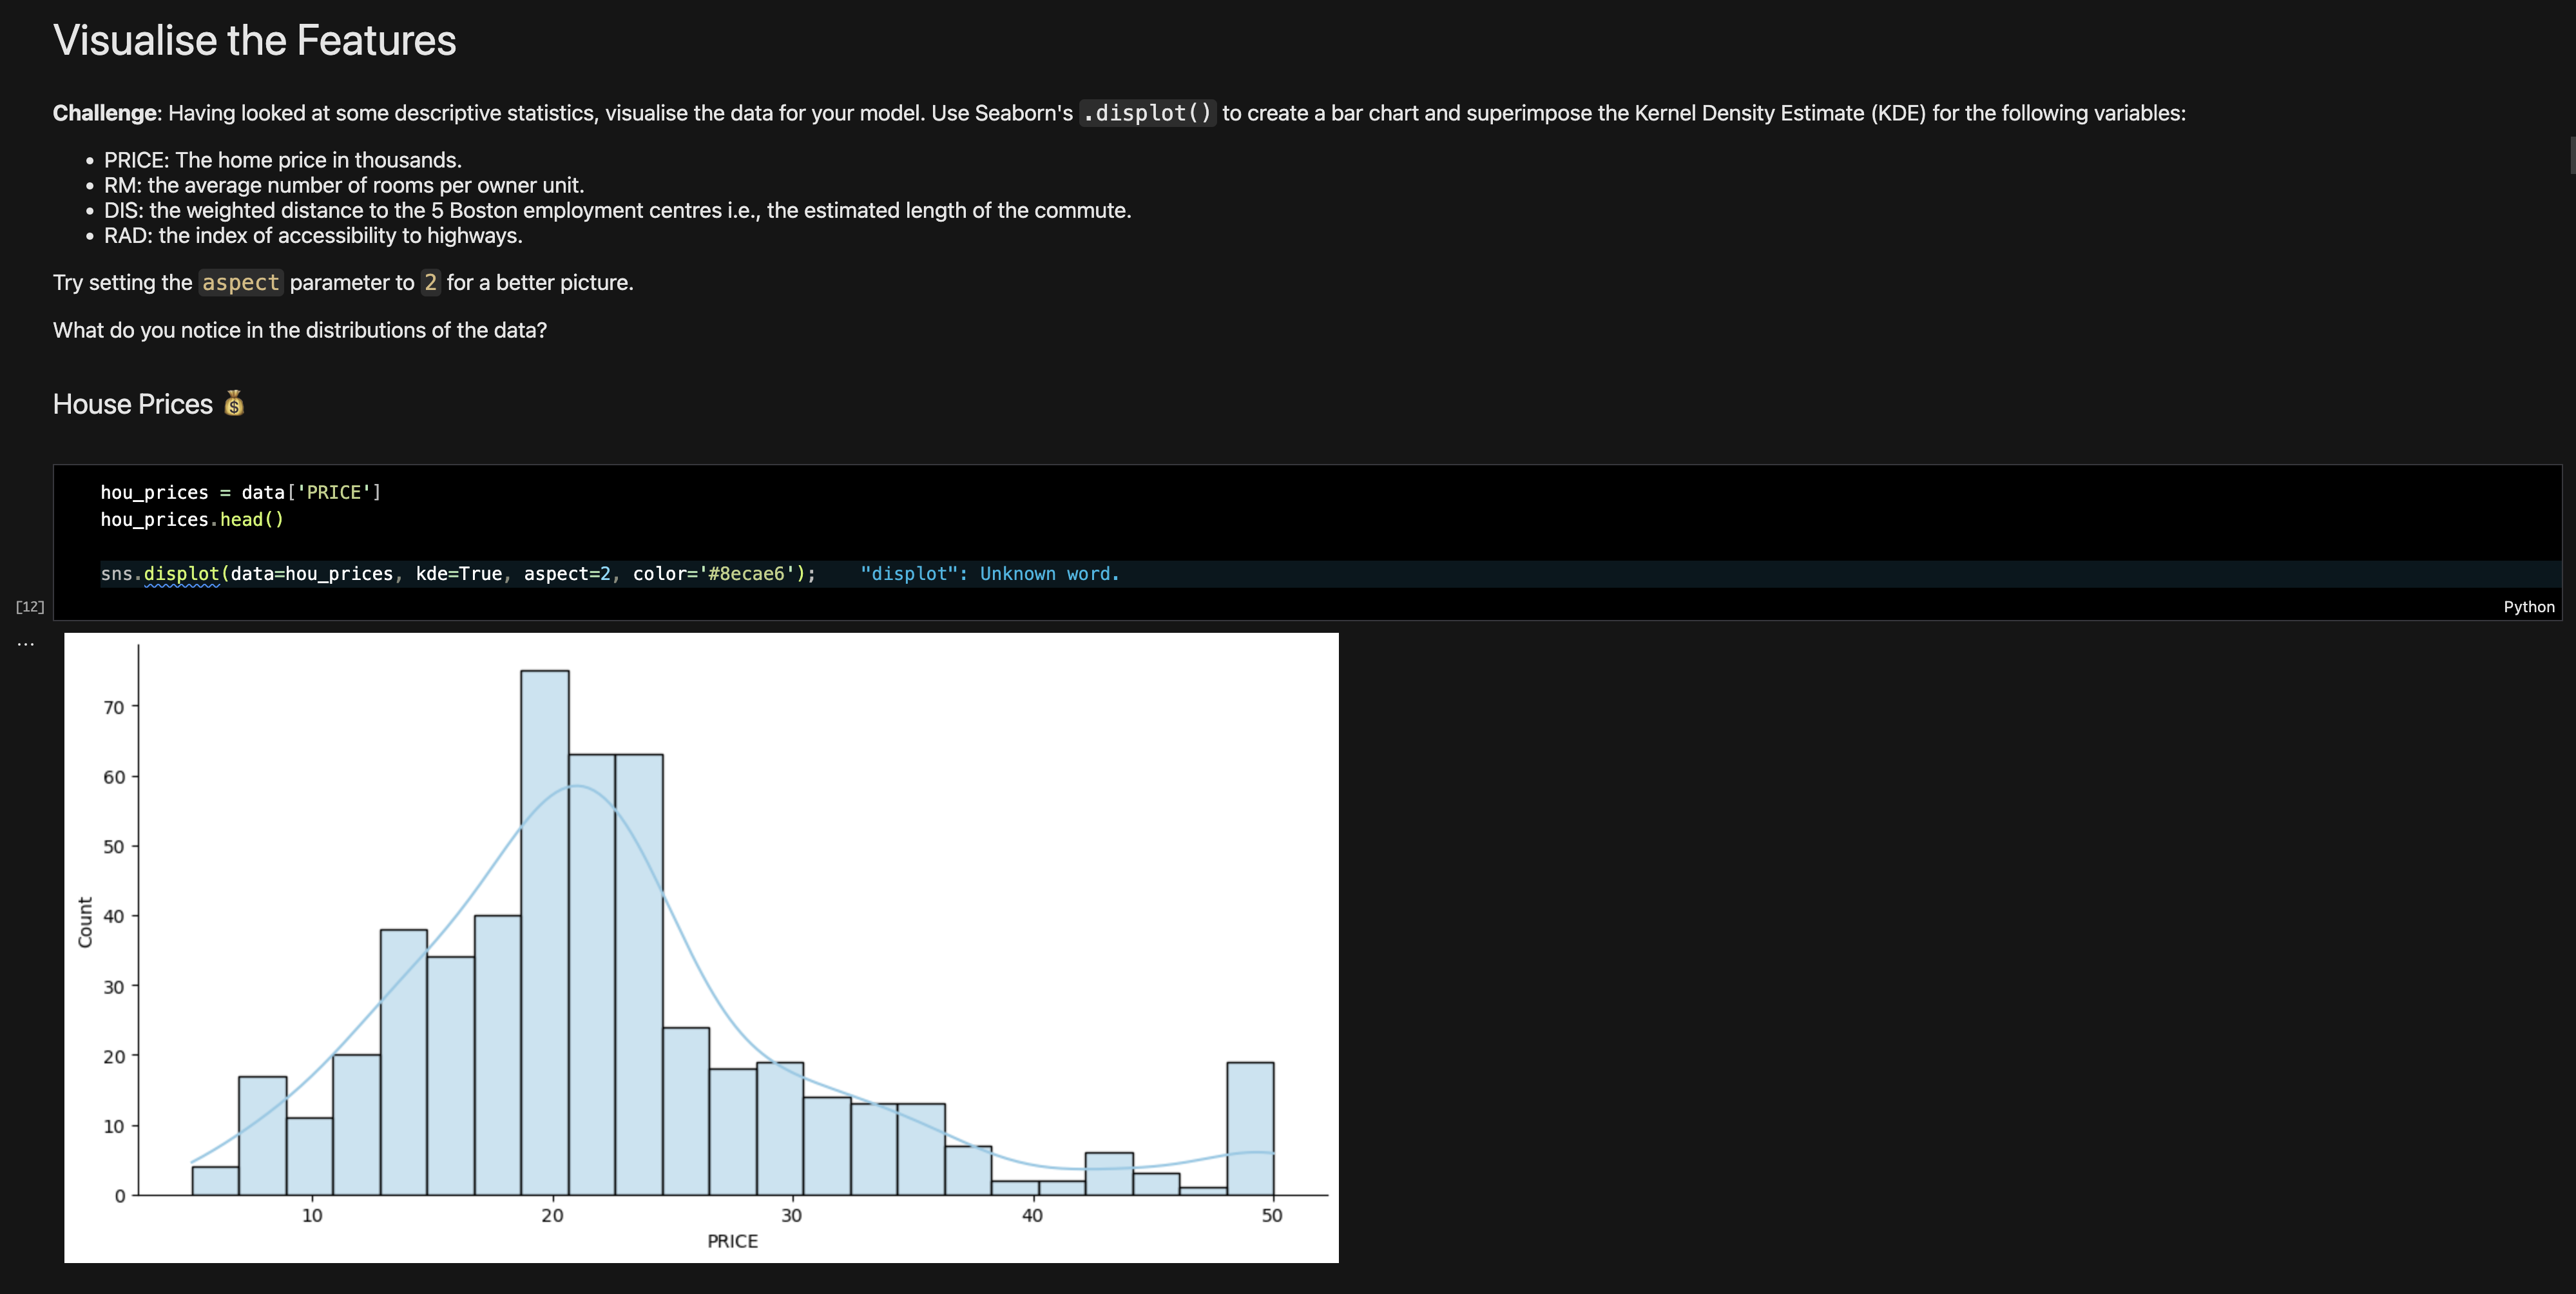 Visualise the Features
Challenge: Having looked at some descriptive statistics, visualise the data for your model. Use Seaborn's .displot() to create a bar chart and superimpose the Kernel Density Estimate (KDE) for the following variables:
• PRICE: The home price in thousands.
• RM: the average number of rooms per owner unit.
• DIS: the weighted distance to the 5 Boston employment centres i.e., the estimated length of the commute.
• RAD: the index of accessibility to highways.
Try setting the aspect parameter to 2 for a better picture.
What do you notice in the distributions of the data?
House Prices 💰
hou_prices = data['PRICE']
hou_prices.head()
sns.displot(data=hou_prices, kde=True, aspect=2, color='#8ecae6'); "displot": Unknown word.
[12]
Python
...
70
60
50
40
30
20
10
0
Count
10 20 30 40 50
PRICE